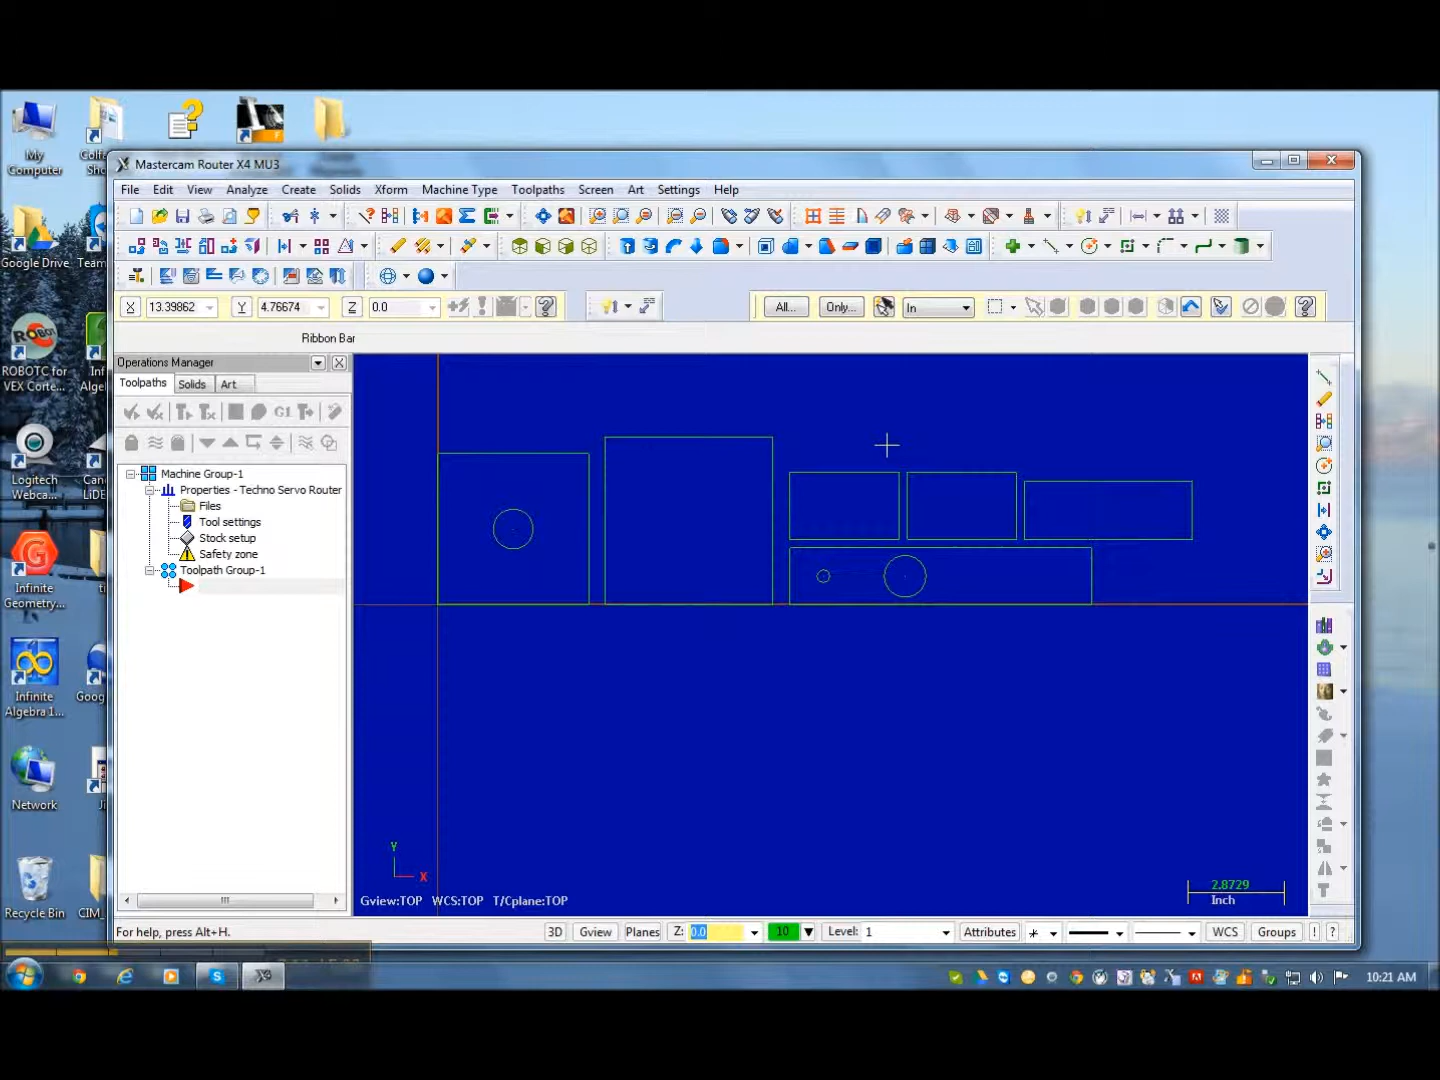 My
Computer
Mastercam Router X4 MU3
File Edit View Analyze Create Solids Xform Machine Type Toolpaths Screen Art Settings Help
Google Drive
X 13.39862 Y 4.76674 Z 0.0 All... Only... In
Ribbon Bar
ROBOTC for
VEX Corte...
Operations Manager
Toolpaths Solids Art
G1
Machine Group-1
Properties - Techno Servo Router
Files
Tool settings
Stock setup
Safety zone
Toolpath Group-1
Logitech
Webca...
Infinite
Geometry...
Infinite
Algebra 1...
Network
Recycle Bin
CIM_
Y
X
Gview:TOP WCS:TOP T/Cplane:TOP
2.8729
Inch
For help, press Alt+H.
3D Gview Planes Z: 0.0 10 Level: 1 Attributes WCS Groups ! ?
10:21 AM